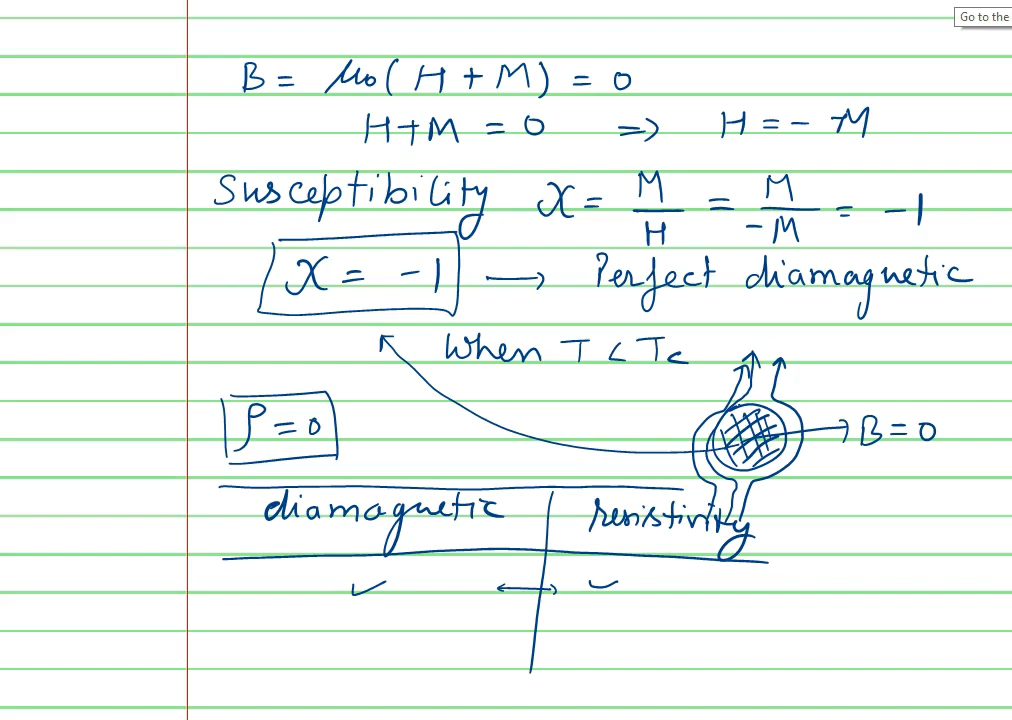 Go to the
B = μ₀(H + M) = 0
H+M = 0 ⇒ H = - M
Susceptibility χ = M/H = M/-M = -1
χ = -1 → Perfect diamagnetic
When T < Tc
ρ = 0 → B = 0
diamagnetic | resistivity
✓ ↔ ✓